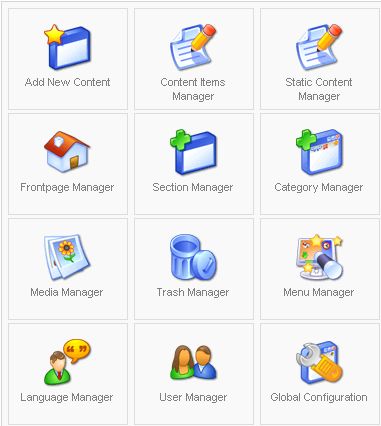 Add New Content
Content Items
Manager
Static Content
Manager
Frontpage Manager
Section Manager
Category Manager
Media Manager
Trash Manager
Menu Manager
Language Manager
User Manager
Global Configuration